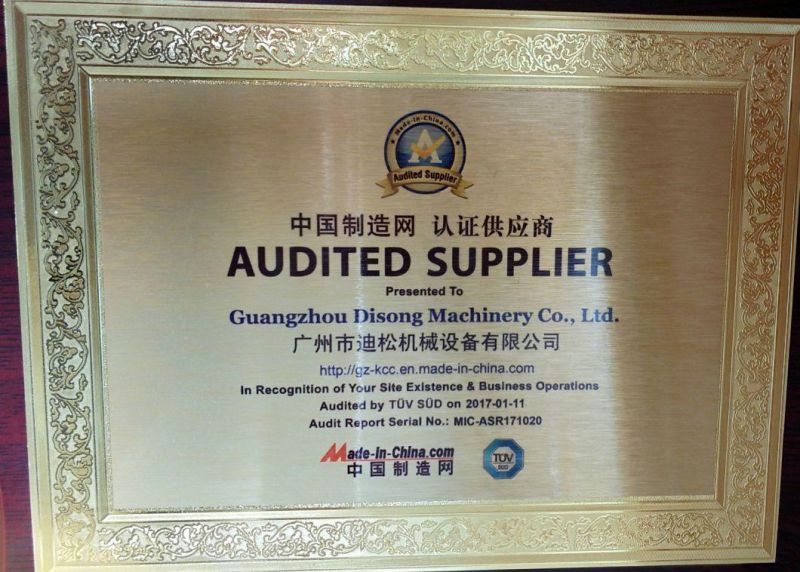 Made-in-China.com
A
Audited Supplier
中国制造网 认证供应商
AUDITED SUPPLIER
Presented To
Guangzhou Disong Machinery Co., Ltd.
广州市迪松机械设备有限公司
http://gz-kcc.en.made-in-china.com
In Recognition of Your Site Existence & Business Operations
Audited by TÜV SÜD on 2017-01-11
Audit Report Serial No.: MIC-ASR171020
Made-in-China.com
中国制造网
TÜV
SÜD